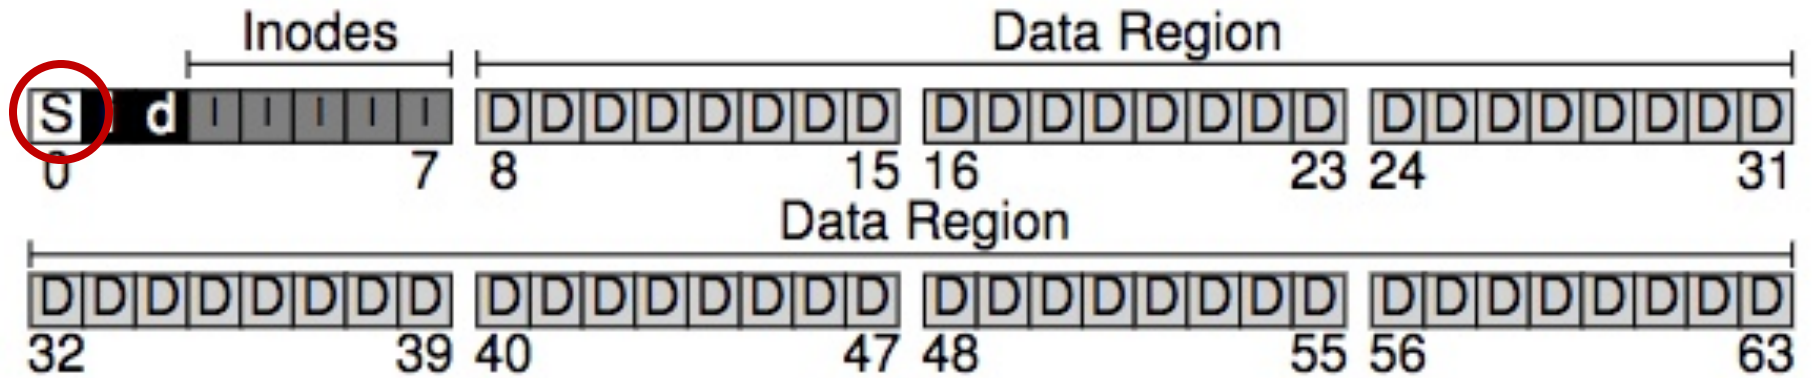 Inodes Data Region
S i d I I I I I D D D D D D D D D D D D D D D D D D D D D D D D
0 7 8 15 16 23 24 31
Data Region
D D D D D D D D D D D D D D D D D D D D D D D D D D D D D D D D
32 39 40 47 48 55 56 63